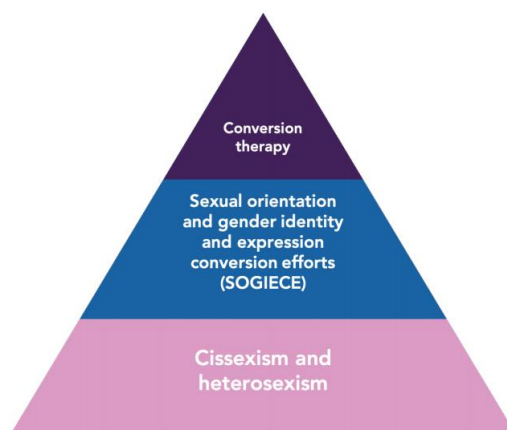 Conversion
therapy
Sexual orientation
and gender identity
and expression
conversion efforts
(SOGIECE)
Cissexism and
heterosexism